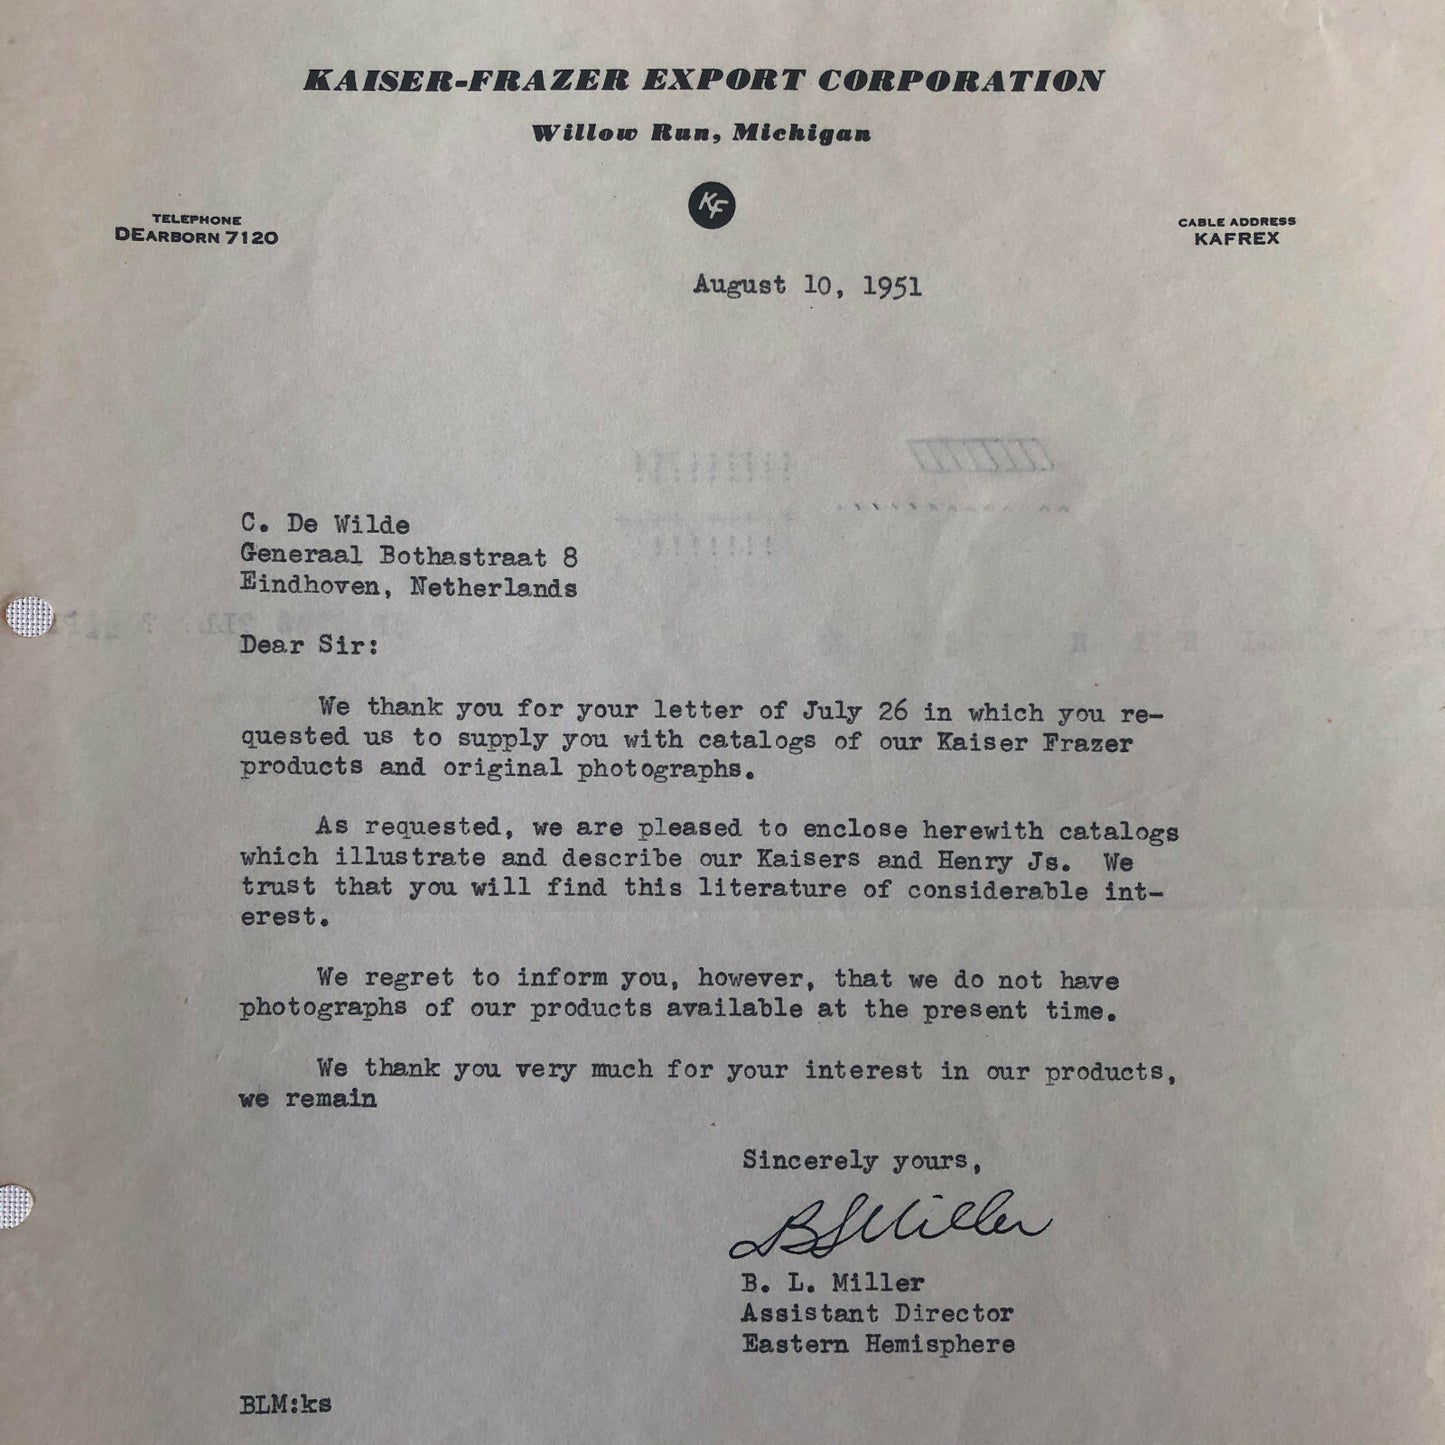 KAISER-FRAZER EXPORT CORPORATION
Willow Run, Michigan
KF
TELEPHONE
DEARBORN 7120
CABLE ADDRESS
KAFREX
August 10, 1951
C. De Wilde
Generaal Bothastraat 8
Eindhoven, Netherlands
Dear Sir:
We thank you for your letter of July 26 in which you re-
quested us to supply you with catalogs of our Kaiser Frazer
products and original photographs.
As requested, we are pleased to enclose herewith catalogs
which illustrate and describe our Kaisers and Henry Js. We
trust that you will find this literature of considerable int-
erest.
We regret to inform you, however, that we do not have
photographs of our products available at the present time.
We thank you very much for your interest in our products,
we remain
Sincerely yours,
BLMiller
B. L. Miller
Assistant Director
Eastern Hemisphere
BLM:ks